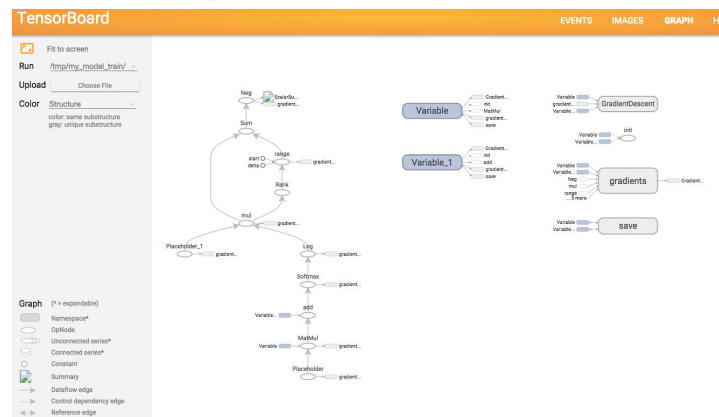 TensorBoard
EVENTS IMAGES GRAPH H
Fit to screen
Run /tmp/my_model_train/
Upload Choose File
Color Structure
color: same substructure
gray: unique substructure
Neg
ScalarSu...
gradient...
Sum
range
start
delta
gradient...
Rank
mul
gradient...
Placeholder_1
gradient...
Log
gradient...
Softmax
gradient...
add
Variable...
gradient...
MatMul
Variable
gradient...
Placeholder
gradient...
Variable
Gradient...
init
MatMul
gradient...
save
Variable_1
Gradient...
init
add
gradient...
save
Variable
gradient...
Variable...
GradientDescent
init
Variable
Variable...
Variable
Variable...
Neg
mul
range
... 5 more
gradients
Gradient...
Variable
Variable...
save
Graph (* = expandable)
Namespace*
OpNode
Unconnected series*
Connected series*
Constant
Summary
Dataflow edge
Control dependency edge
Reference edge